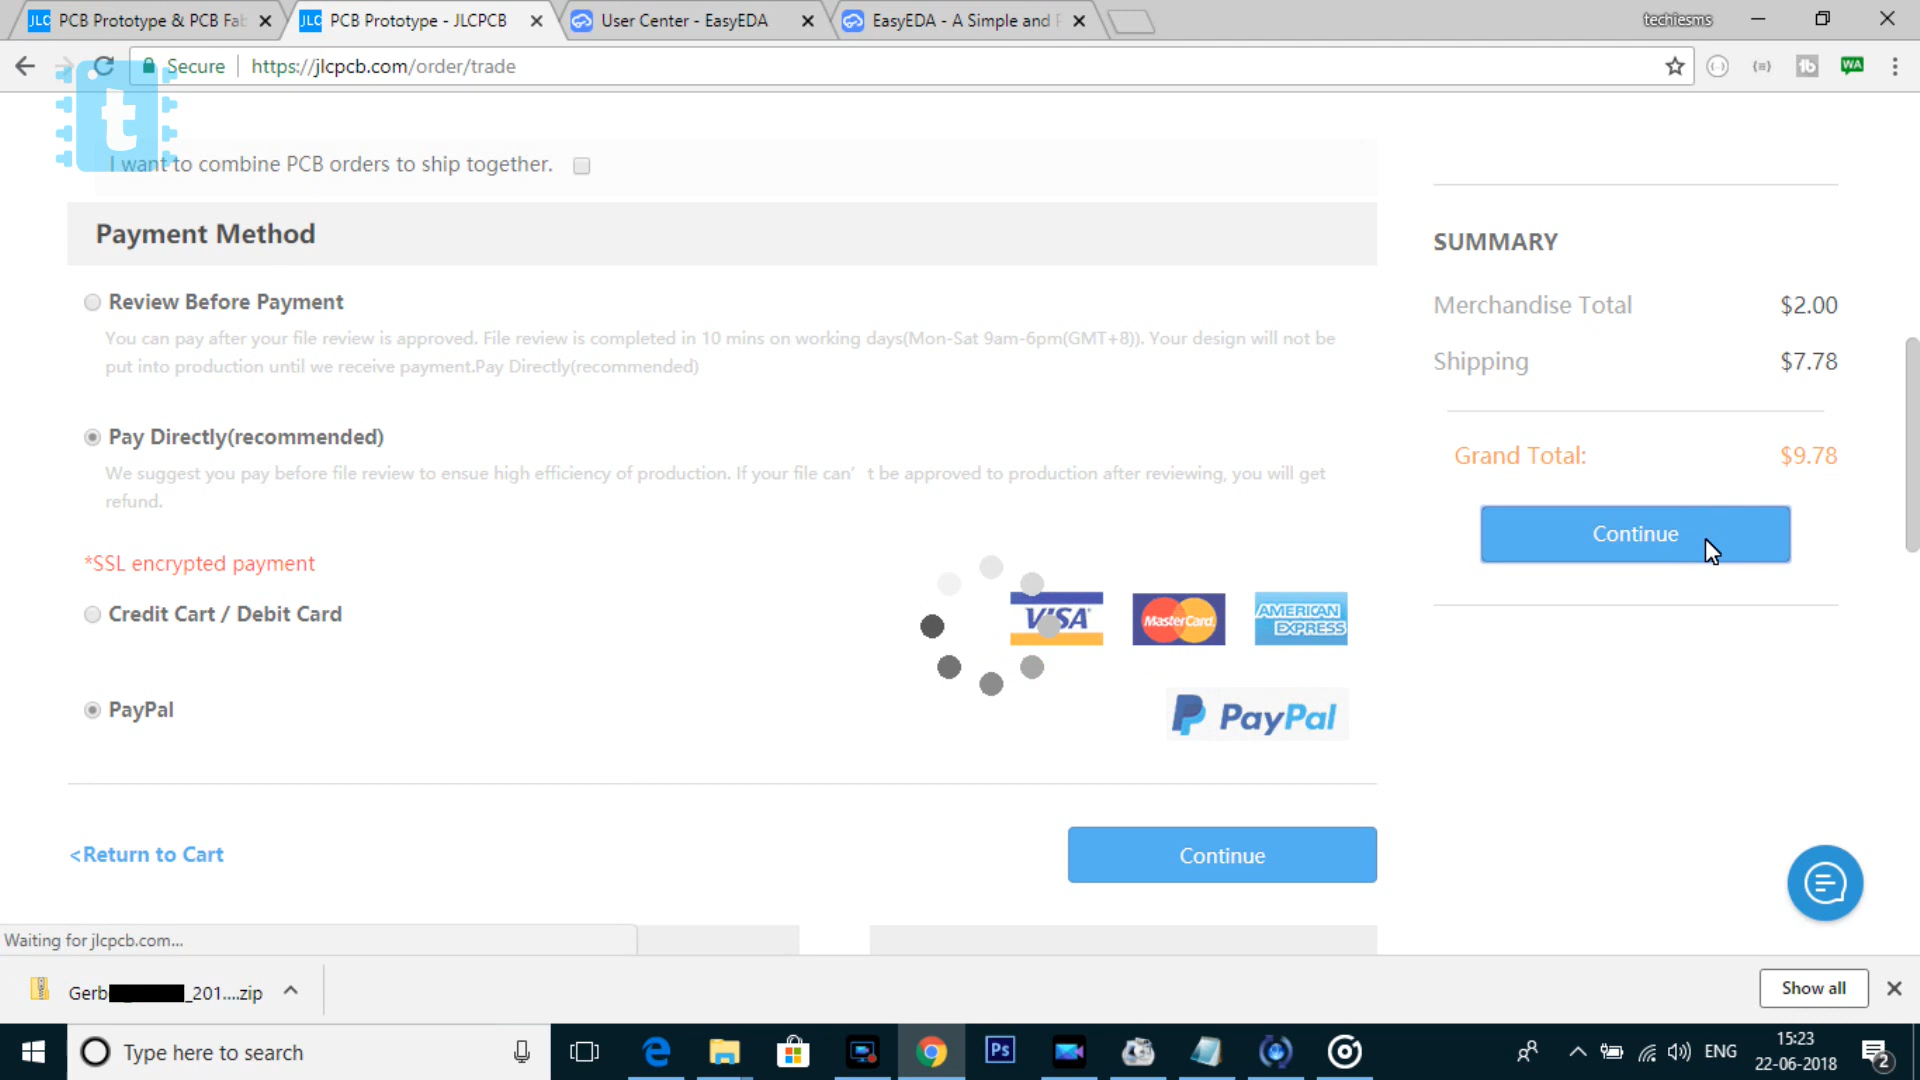 JLC PCB Prototype & PCB Fab
JLC PCB Prototype - JLCPCB
User Center - EasyEDA
EasyEDA - A Simple and
techiesms
Secure https://jlcpcb.com/order/trade
WA
t
I want to combine PCB orders to ship together.
Payment Method
Review Before Payment
You can pay after your file review is approved. File review is completed in 10 mins on working days(Mon-Sat 9am-6pm(GMT+8)). Your design will not be
put into production until we receive payment.Pay Directly(recommended)
Pay Directly(recommended)
We suggest you pay before file review to ensue high efficiency of production. If your file can' t be approved to production after reviewing, you will get
refund.
*SSL encrypted payment
Credit Cart / Debit Card
VISA
MasterCard
AMERICAN
EXPRESS
PayPal
PayPal
<Return to Cart
Continue
SUMMARY
Merchandise Total $2.00
Shipping $7.78
Grand Total: $9.78
Continue
Waiting for jlcpcb.com...
Gerb _201....zip
Show all
Type here to search
Ps
ENG
15:23
22-06-2018
2